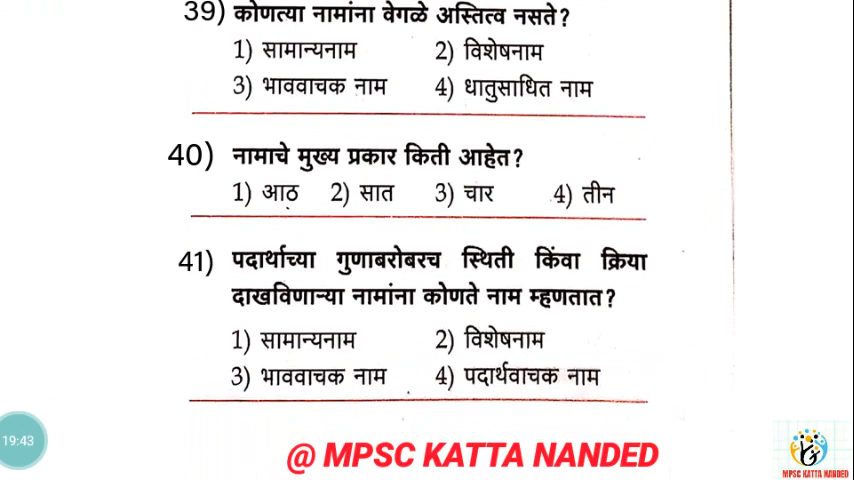 39) कोणत्या नामांना वेगळे अस्तित्व नसते?
1) सामान्यनाम 2) विशेषनाम
3) भाववाचक नाम 4) धातुसाधित नाम
40) नामाचे मुख्य प्रकार किती आहेत?
1) आठ 2) सात 3) चार 4) तीन
41) पदार्थाच्या गुणाबरोबरच स्थिती किंवा क्रिया
दाखविणाऱ्या नामांना कोणते नाम म्हणतात?
1) सामान्यनाम 2) विशेषनाम
3) भाववाचक नाम 4) पदार्थवाचक नाम
19:43
@ MPSC KATTA NANDED
MPSC KATTA NANDED